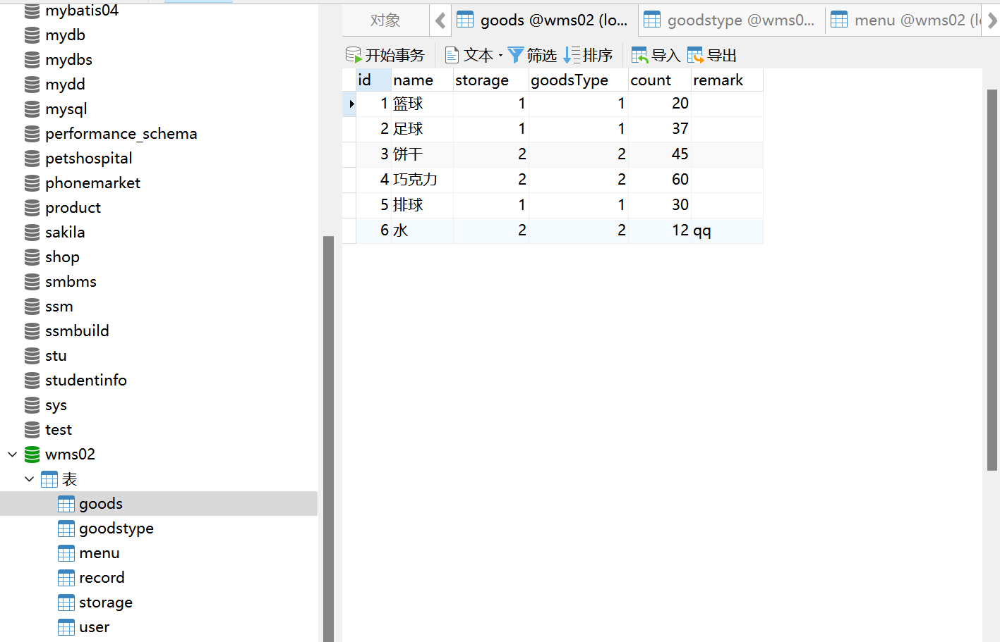 mybatis04
mydb
mydbs
mydd
mysql
performance_schema
petshospital
phonemarket
product
sakila
shop
smbms
ssm
ssmbuild
stu
studentinfo
sys
test
wms02
表
goods
goodstype
menu
record
storage
user
对象 goods @wms02 (lo... goodstype @wms0... menu @wms02 (l
开始事务 文本 筛选 排序 导入 导出
id name storage goodsType count remark
1 篮球 1 1 20
2 足球 1 1 37
3 饼干 2 2 45
4 巧克力 2 2 60
5 排球 1 1 30
6 水 2 2 12 qq